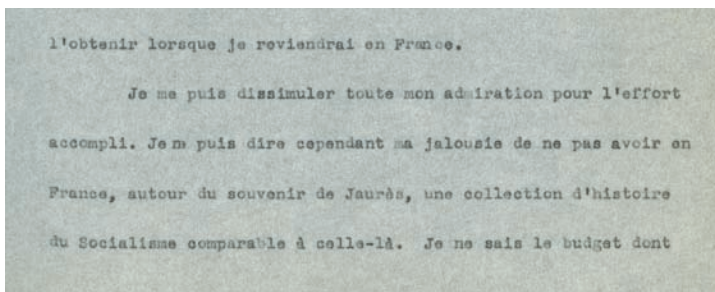 l'obtenir lorsque je reviendrai en France.
Je me puis dissimuler toute mon admiration pour l'effort
accompli. Je m puis dire cependant ma jalousie de ne pas avoir en
France, autour du souvenir de Jaurès, une collection d'histoire
du Socialisme comparable à celle-là. Je ne sais le budget dont